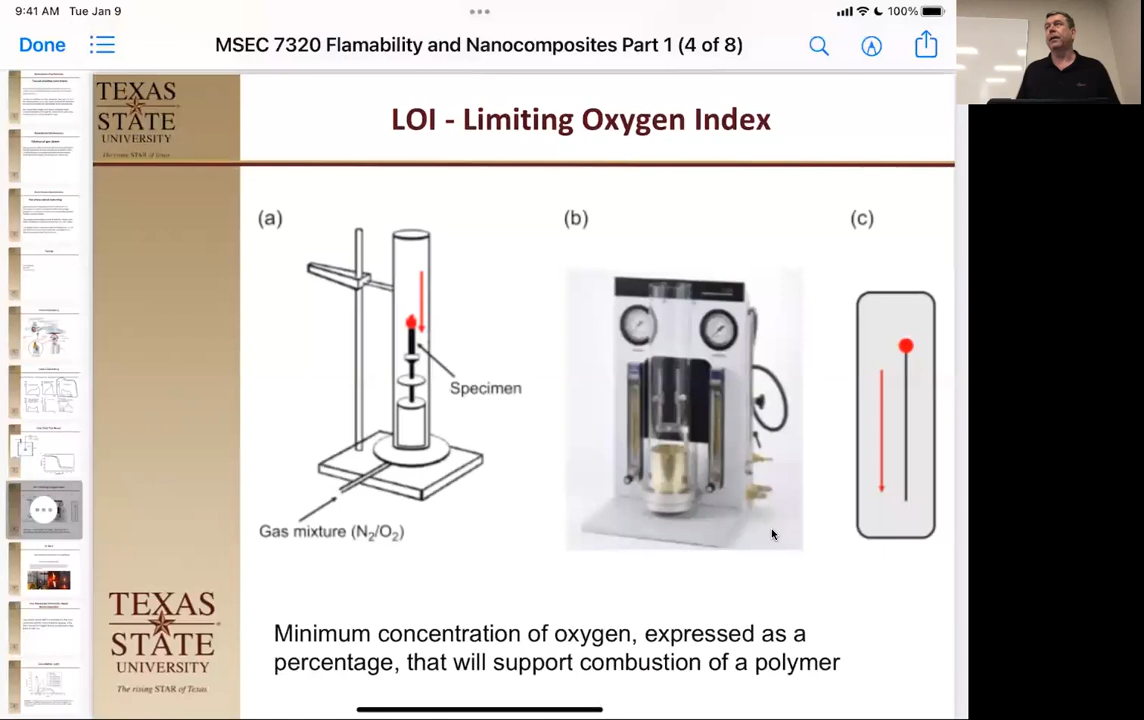 9:41 AM Tue Jan 9
100%
Done
MSEC 7320 Flamability and Nanocomposites Part 1 (4 of 8)
TEXAS
STATE
UNIVERSITY
The rising STAR of Texas
LOI - Limiting Oxygen Index
(a)
(b)
(c)
Specimen
Gas mixture (N₂/O₂)
TEXAS
STATE
UNIVERSITY
The rising STAR of Texas
Minimum concentration of oxygen, expressed as a
percentage, that will support combustion of a polymer